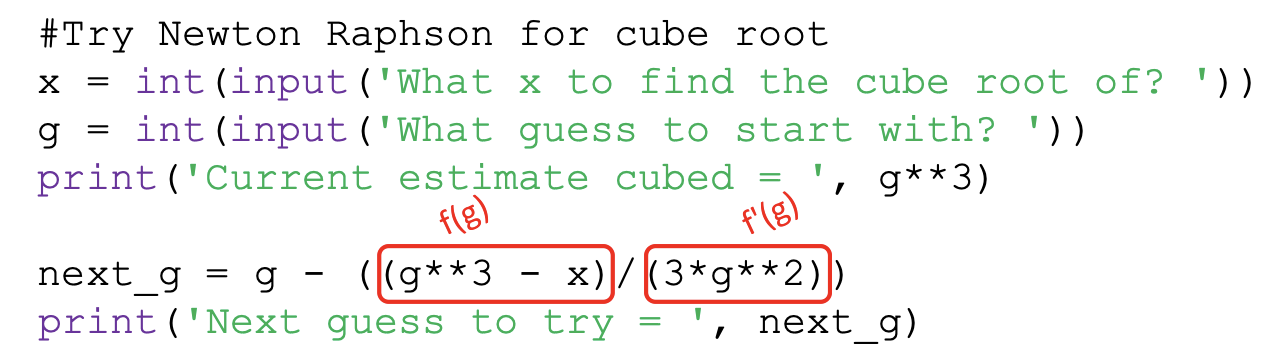 #Try Newton Raphson for cube root
x = int(input('What x to find the cube root of? '))
g = int(input('What guess to start with? '))
print('Current estimate cubed = ', g**3)
f(g) f'(g)
next_g = g - ((g**3 - x)/(3*g**2))
print('Next guess to try = ', next_g)